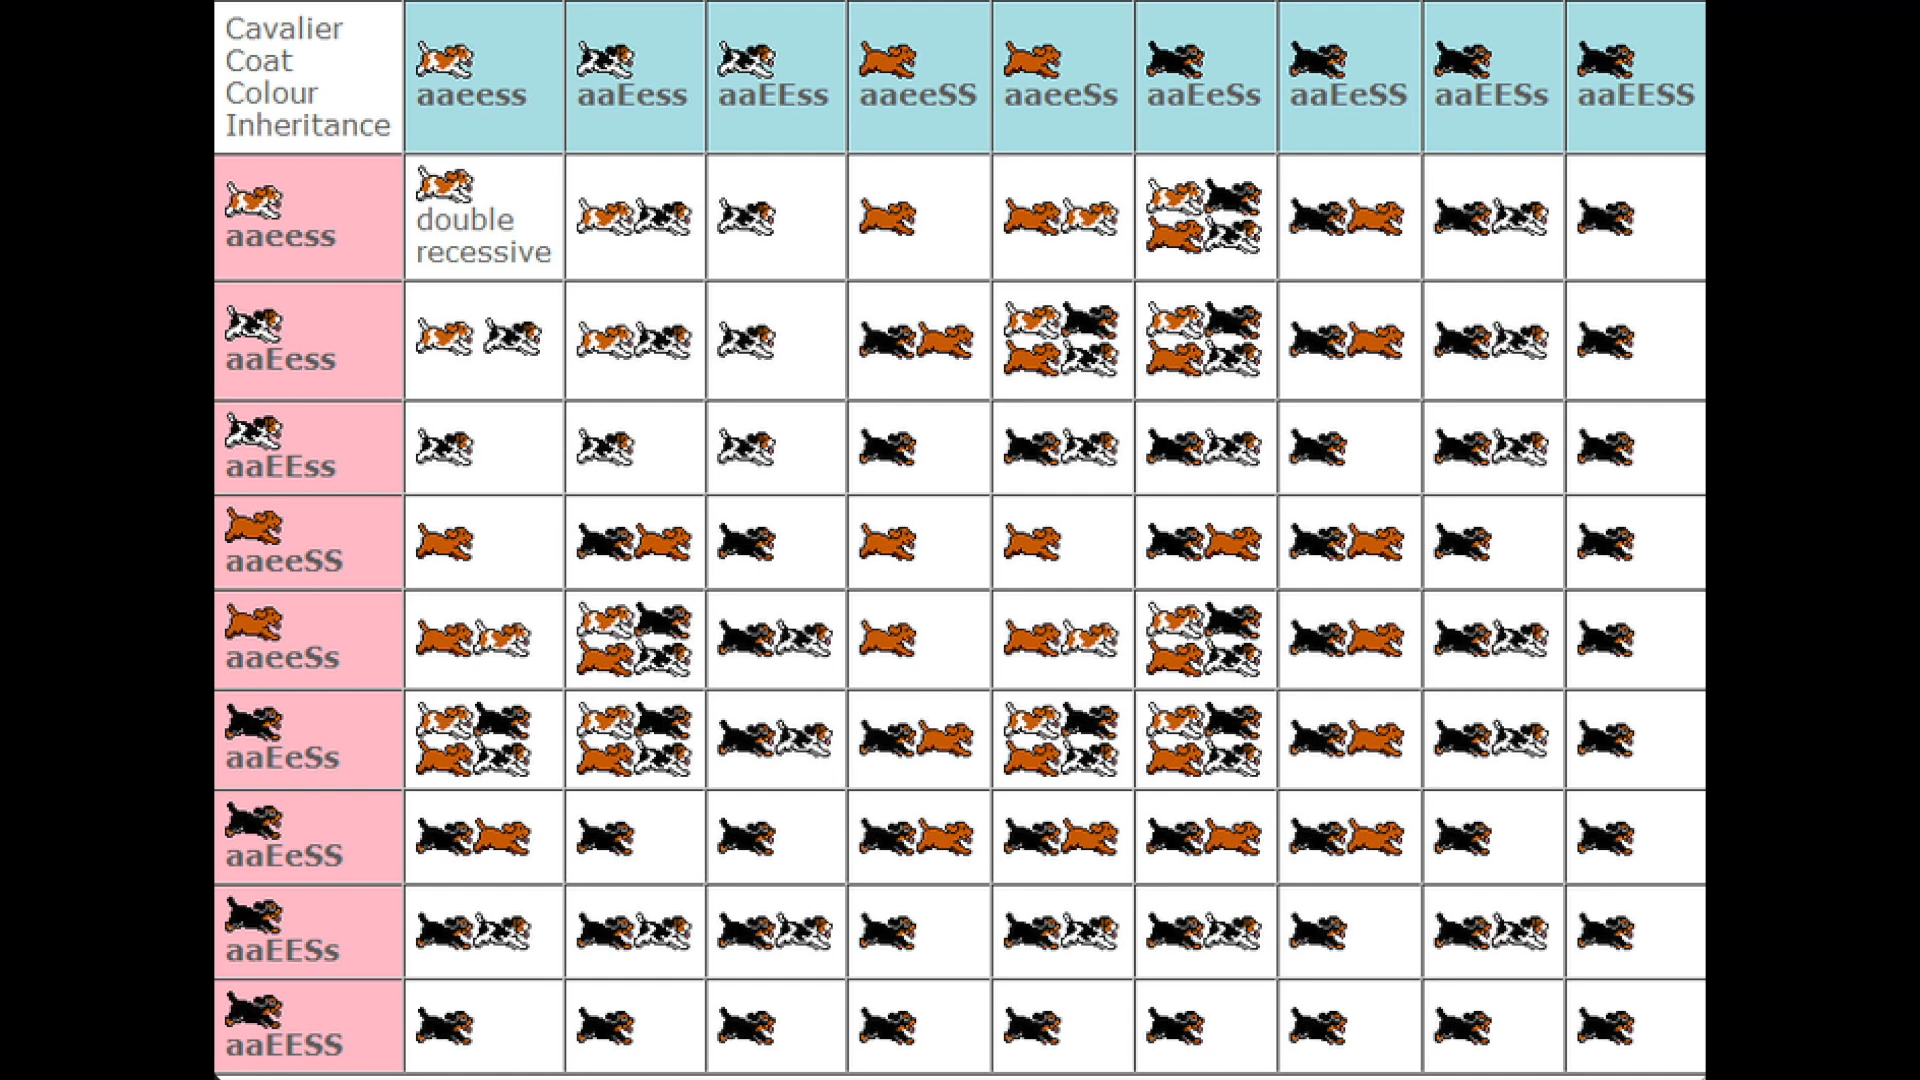 Cavalier
Coat
Colour
Inheritance
aaeess
aaEess
aaEEss
aaeeSS
aaeeSs
aaEeSs
aaEeSS
aaEESs
aaEESS
aaeess
double
recessive
aaEess
aaEEss
aaeeSS
aaeeSs
aaEeSs
aaEeSS
aaEESs
aaEESS